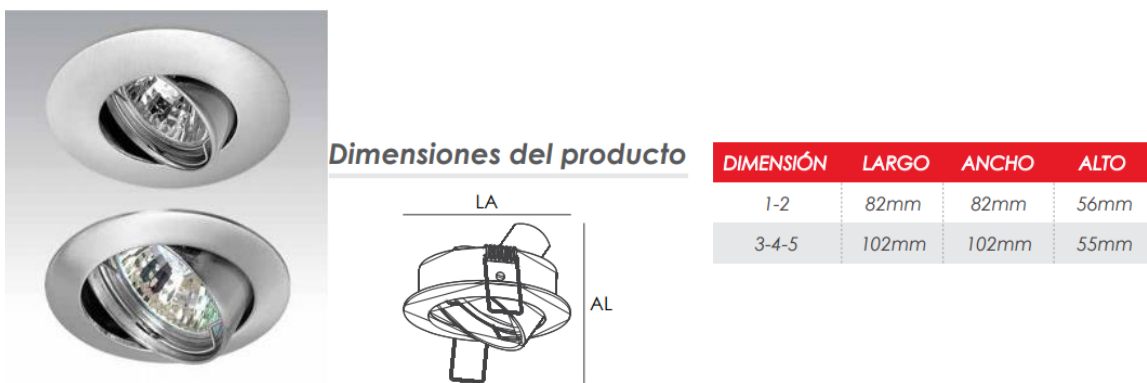 Dimensiones del producto
LA
AL
DIMENSIÓN LARGO ANCHO ALTO
1-2 82mm 82mm 56mm
3-4-5 102mm 102mm 55mm